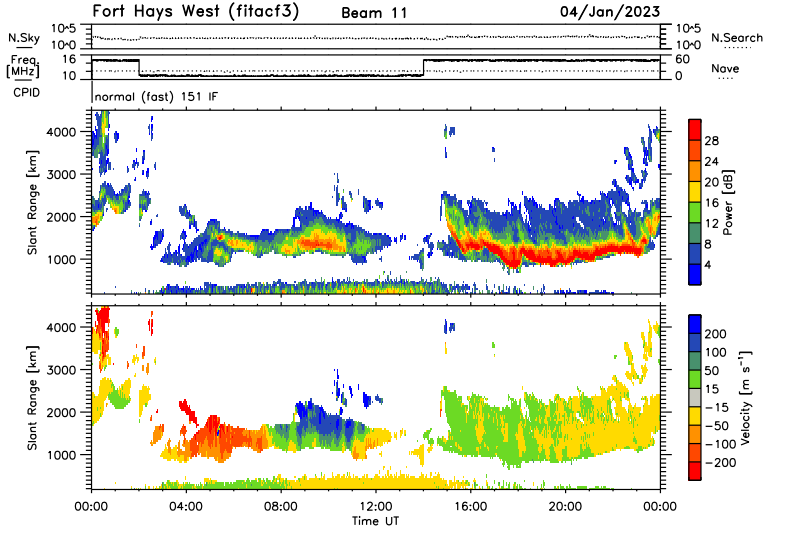 Fort Hays West (fitacf3) Beam 11 04/Jan/2023
N.Sky 10^5 10^0 10^5 10^0 N.Search
Freq. [MHz] 16 10 60 0 Nave
CPID normal (fast) 151 IF
Slant Range [km] 4000 3000 2000 1000
28 24 20 16 12 8 4 Power [dB]
Slant Range [km] 4000 3000 2000 1000
200 100 50 15 −15 −50 −100 −200 Velocity [m s⁻¹]
00:00 04:00 08:00 12:00 16:00 20:00 00:00
Time UT